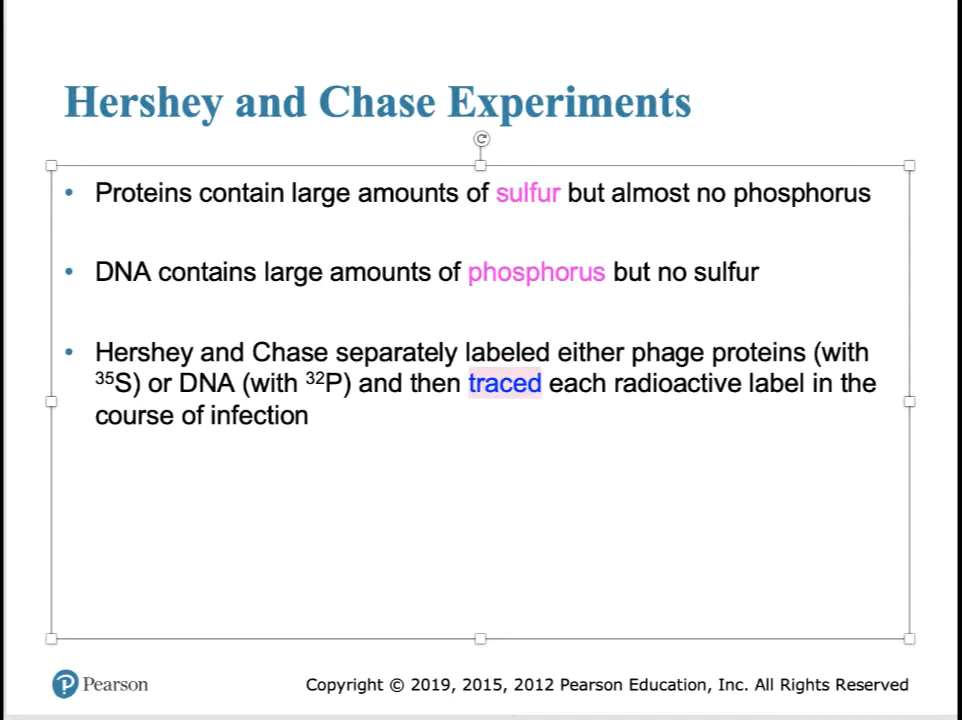 Hershey and Chase Experiments
• Proteins contain large amounts of sulfur but almost no phosphorus
• DNA contains large amounts of phosphorus but no sulfur
• Hershey and Chase separately labeled either phage proteins (with
³⁵S) or DNA (with ³²P) and then traced each radioactive label in the
course of infection
Pearson
Copyright © 2019, 2015, 2012 Pearson Education, Inc. All Rights Reserved